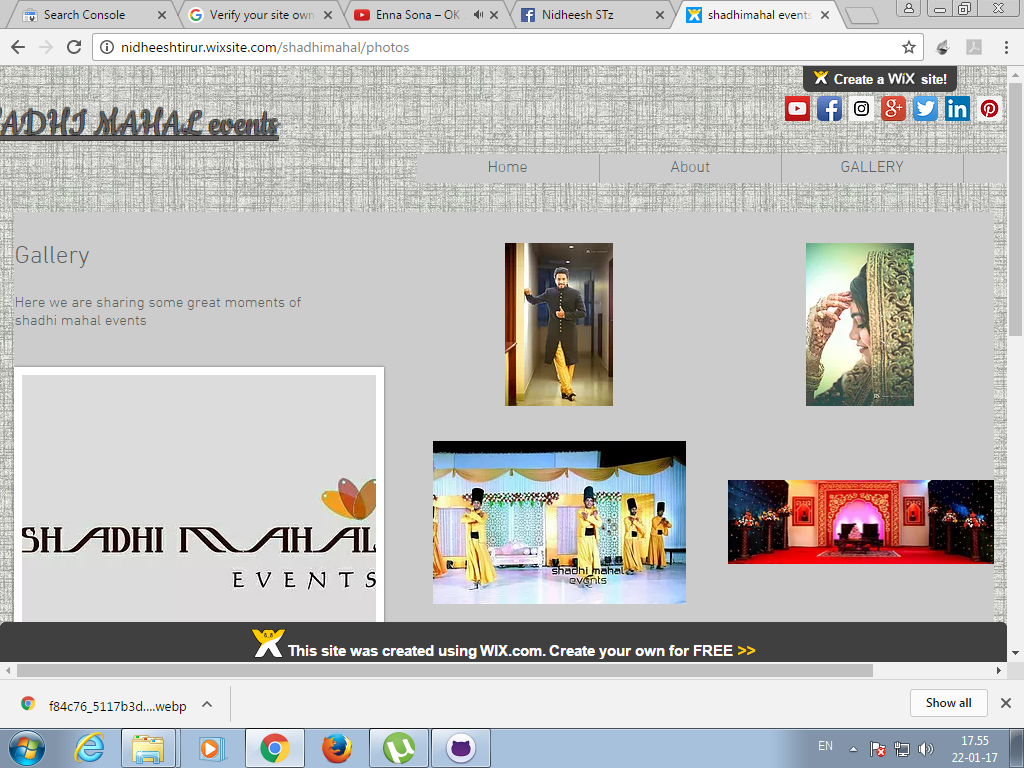 Search Console
Verify your site own
Enna Sona – OK
Nidheesh STz
shadhimahal events
nidheeshtirur.wixsite.com/shadhimahal/photos
Create a WiX site!
ADHI MAHAL events
Home
About
GALLERY
Gallery
Here we are sharing some great moments of
shadhi mahal events
SHADHI MAHAL
EVENTS
shadhi mahal
events
This site was created using WIX.com. Create your own for FREE >>
f84c76_5117b3d....webp
Show all
EN
17.55
22-01-17